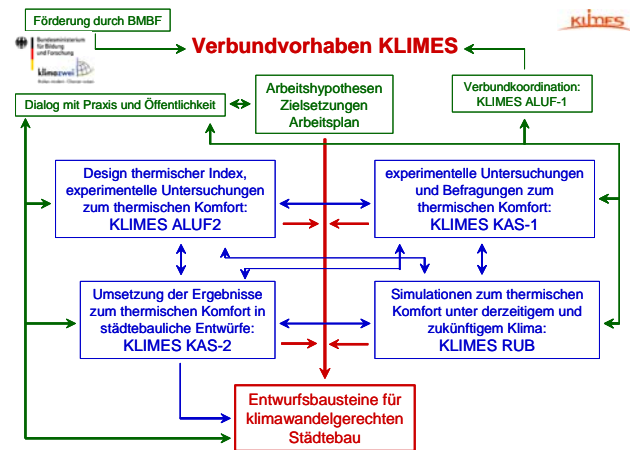 Förderung durch BMBF
KLIMES
Bundesministerium
für Bildung
und Forschung
Verbundvorhaben KLIMES
klimazwei
Dialog mit Praxis und Öffentlichkeit
Arbeitshypothesen
Zielsetzungen
Arbeitsplan
Verbundkoordination:
KLIMES ALUF-1
Design thermischer Index,
experimentelle Untersuchungen
zum thermischen Komfort:
KLIMES ALUF2
experimentelle Untersuchungen
und Befragungen zum
thermischen Komfort:
KLIMES KAS-1
Umsetzung der Ergebnisse
zum thermischen Komfort in
städtebauliche Entwürfe:
KLIMES KAS-2
Simulationen zum thermischen
Komfort unter derzeitigem und
zukünftigem Klima:
KLIMES RUB
Entwurfsbausteine für
klimawandelgerechten
Städtebau